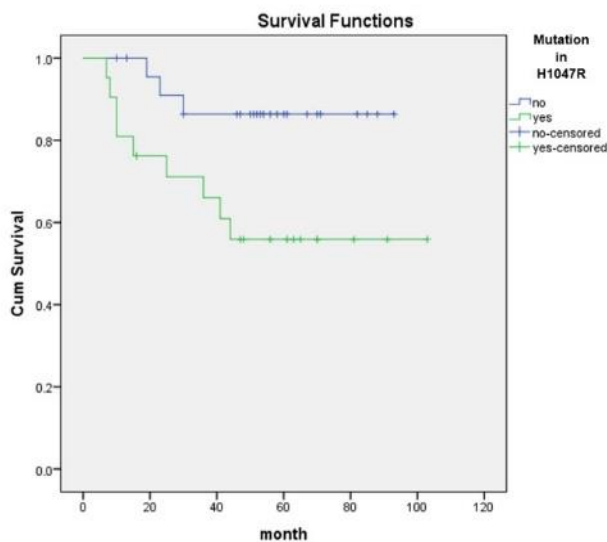 Survival Functions
Mutation
in
H1047R
no
yes
no-censored
yes-censored
Cum Survival
1.0
0.8
0.6
0.4
0.2
0.0
0 20 40 60 80 100 120
month